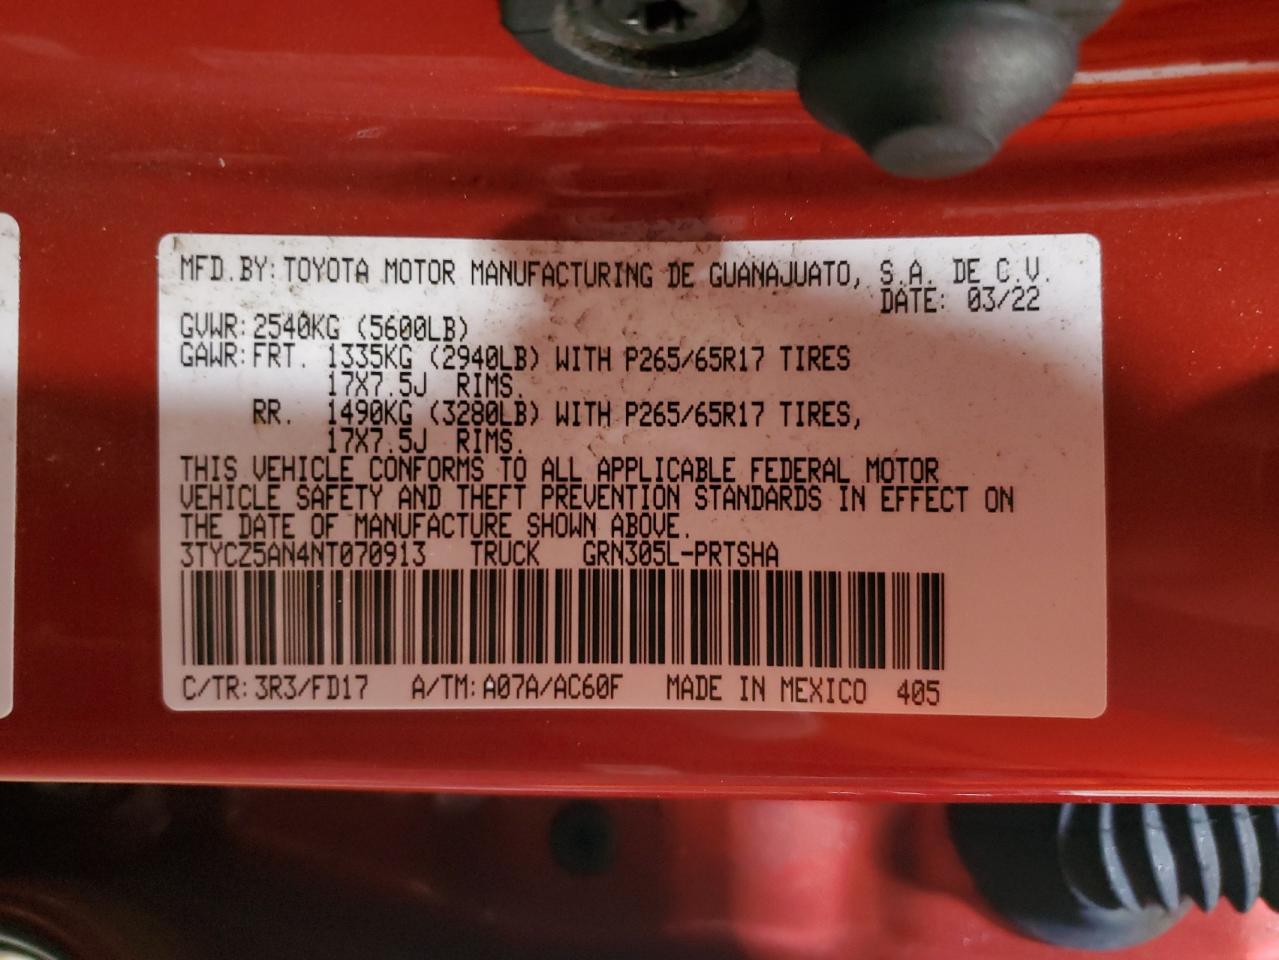 MFD.BY:TOYOTA MOTOR MANUFACTURING DE GUANAJUATO, S.A. DE C.V.
DATE: 03/22
GVWR:2540KG (5600LB)
GAWR:FRT. 1335KG (2940LB) WITH P265/65R17 TIRES
17X7.5J RIMS.
RR. 1490KG (3280LB) WITH P265/65R17 TIRES,
17X7.5J RIMS.
THIS VEHICLE CONFORMS TO ALL APPLICABLE FEDERAL MOTOR
VEHICLE SAFETY AND THEFT PREVENTION STANDARDS IN EFFECT ON
THE DATE OF MANUFACTURE SHOWN ABOVE.
3TYCZ5AN4NT070913 TRUCK GRN305L-PRTSHA
C/TR:3R3/FD17 A/TM:A07A/AC60F MADE IN MEXICO 405